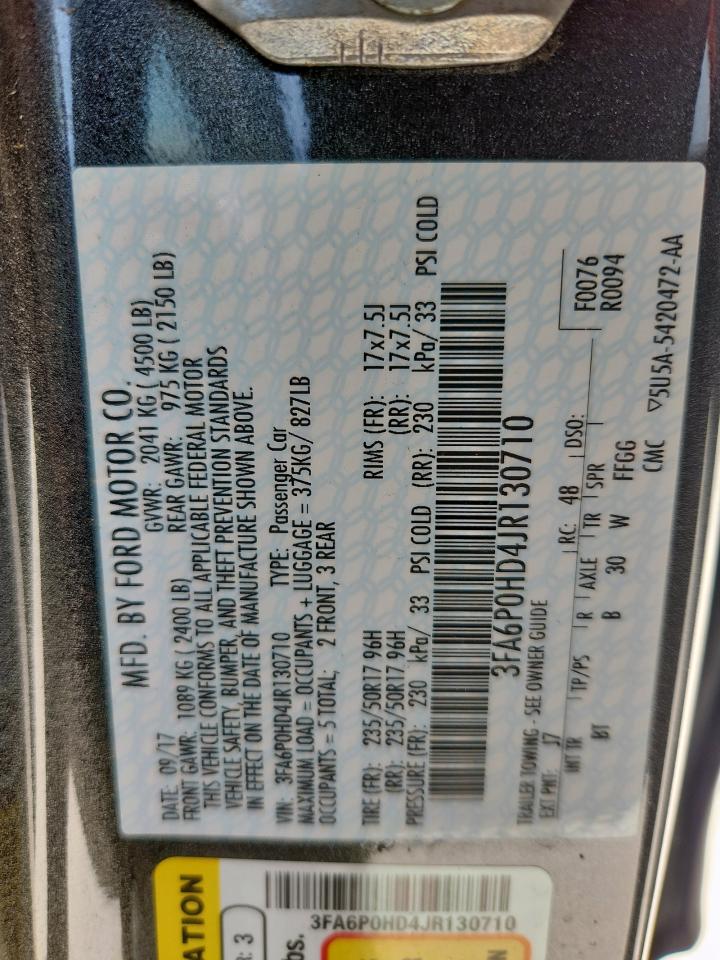 MFD. BY FORD MOTOR CO.
DATE: 09/17 GVWR: 2041 KG ( 4500 LB)
FRONT GAWR: 1089 KG ( 2400 LB) REAR GAWR: 975 KG ( 2150 LB)
THIS VEHICLE CONFORMS TO ALL APPLICABLE FEDERAL MOTOR
VEHICLE SAFETY, BUMPER, AND THEFT PREVENTION STANDARDS
IN EFFECT ON THE DATE OF MANUFACTURE SHOWN ABOVE.
VIN: 3FA6P0HD4JR130710 TYPE: Passenger Car
MAXIMUM LOAD = OCCUPANTS + LUGGAGE = 375KG/ 827LB
OCCUPANTS = 5 TOTAL; 2 FRONT, 3 REAR
TIRE (FR): 235/50R17 96H RIMS (FR): 17x7.5J
(RR): 235/50R17 96H (RR): 17x7.5J
PRESSURE (FR): 230 kPa/ 33 PSI COLD (RR): 230 kPa/ 33 PSI COLD
3FA6P0HD4JR130710
TRAILER TOWING - SEE OWNER GUIDE
EXT PNT: J7 RC: 48 DSO: F0076
R0094
INT TR TP/PS R AXLE TR SPR
BT B 30 W FFGG
CMC ▽5U5A-5420472-AA
ATION
R: 3
bs.
3FA6P0HD4JR130710